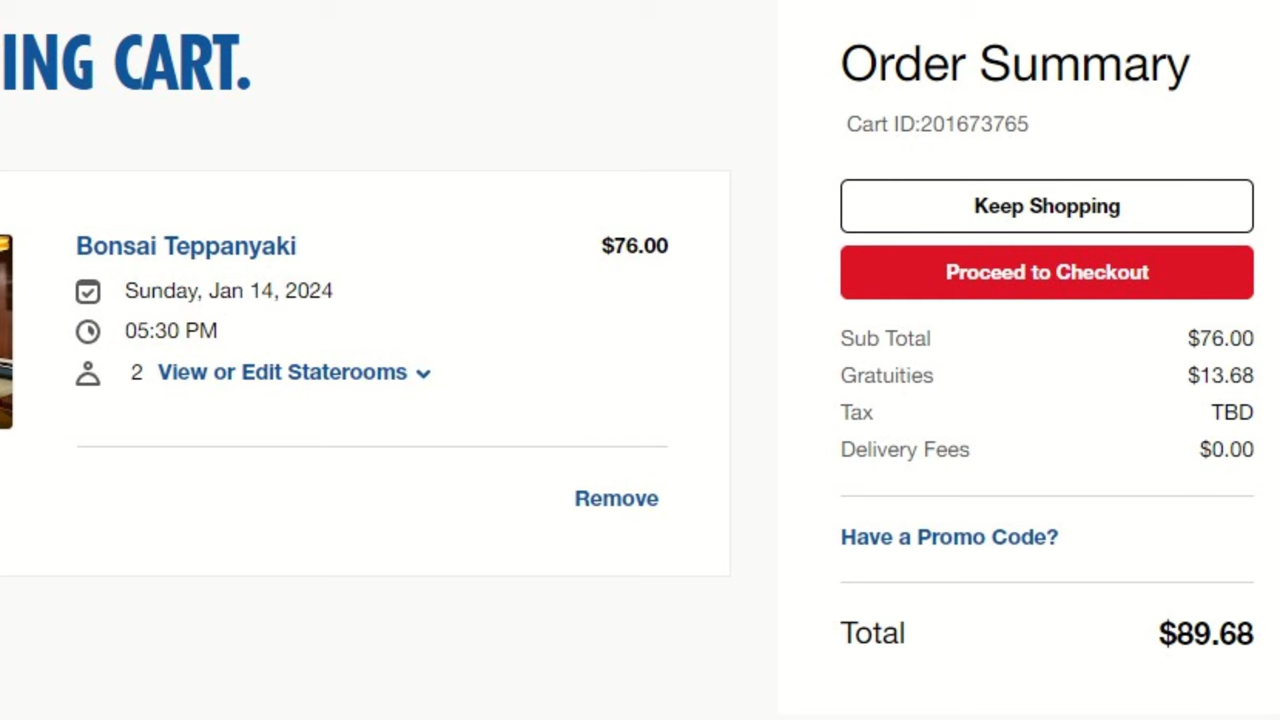 ING CART.
Bonsai Teppanyaki $76.00
Sunday, Jan 14, 2024
05:30 PM
2 View or Edit Staterooms
Remove
Order Summary
Cart ID:201673765
Keep Shopping
Proceed to Checkout
Sub Total $76.00
Gratuities $13.68
Tax TBD
Delivery Fees $0.00
Have a Promo Code?
Total $89.68